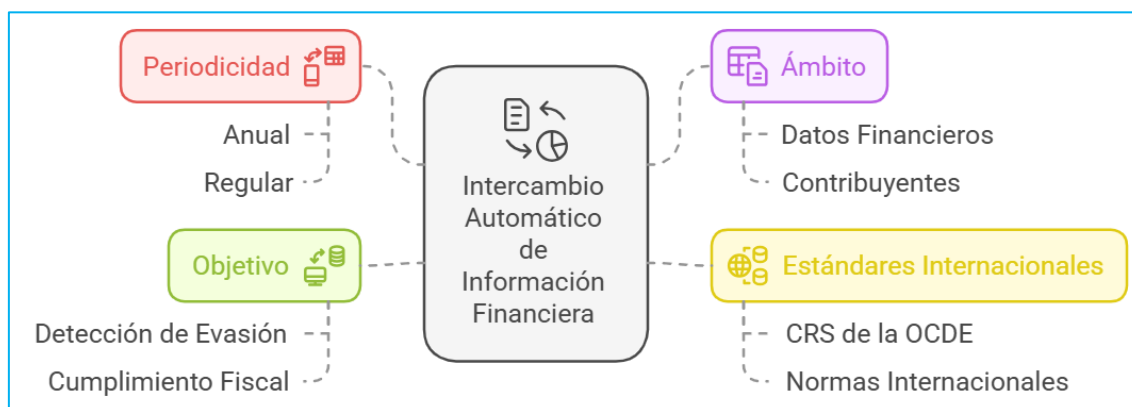 Periodicidad
Anual
Regular
Objetivo
Detección de Evasión
Cumplimiento Fiscal
Intercambio
Automático
de
Información
Financiera
Ámbito
Datos Financieros
Contribuyentes
Estándares Internacionales
CRS de la OCDE
Normas Internacionales